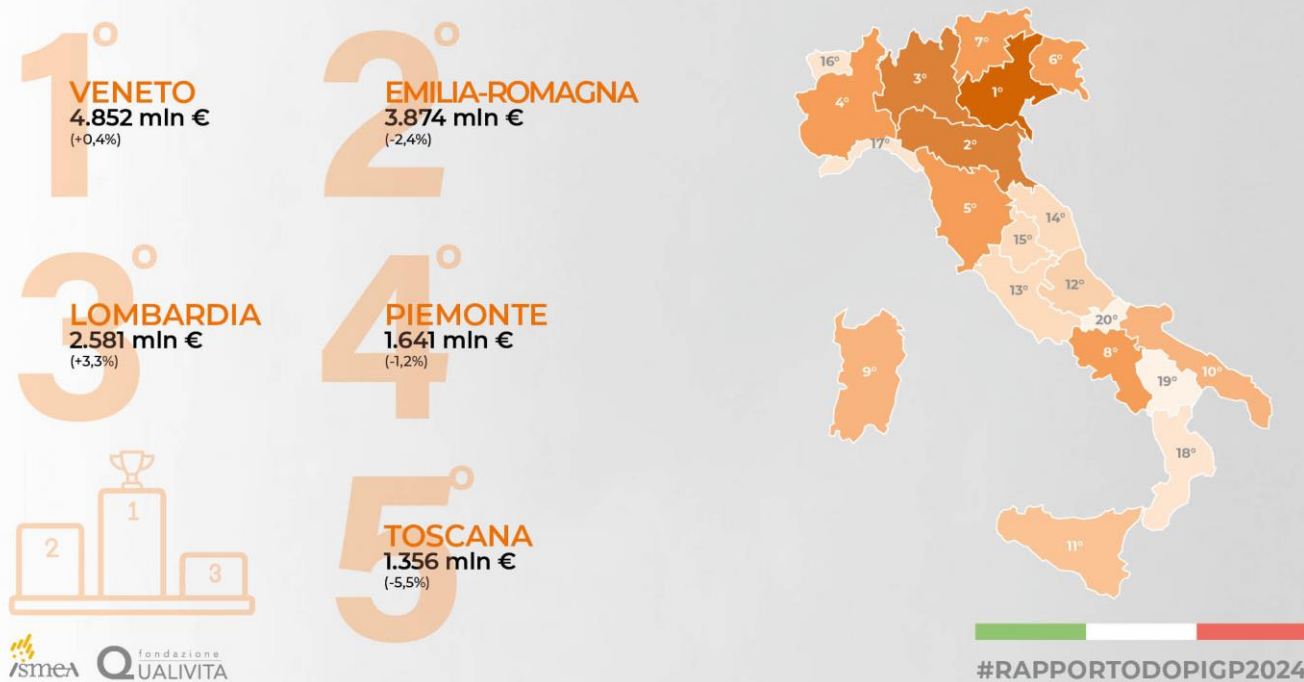 1°
VENETO
4.852 mln €
(+0,4%)
2°
EMILIA-ROMAGNA
3.874 mln €
(-2,4%)
3°
LOMBARDIA
2.581 mln €
(+3,3%)
4°
PIEMONTE
1.641 mln €
(-1,2%)
5°
TOSCANA
1.356 mln €
(-5,5%)
2
1
3
ismea
fondazione
QUALIVITA
7°
16°
6°
3°
1°
4°
2°
17°
5°
14°
15°
12°
13°
20°
8°
10°
9°
19°
18°
11°
#RAPPORTODOPIGP2024